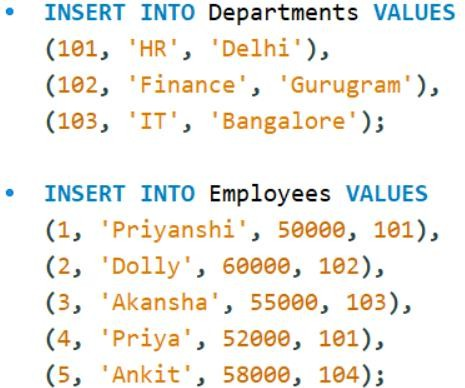 • INSERT INTO Departments VALUES
(101, 'HR', 'Delhi'),
(102, 'Finance', 'Gurugram'),
(103, 'IT', 'Bangalore');
• INSERT INTO Employees VALUES
(1, 'Priyanshi', 50000, 101),
(2, 'Dolly', 60000, 102),
(3, 'Akansha', 55000, 103),
(4, 'Priya', 52000, 101),
(5, 'Ankit', 58000, 104);